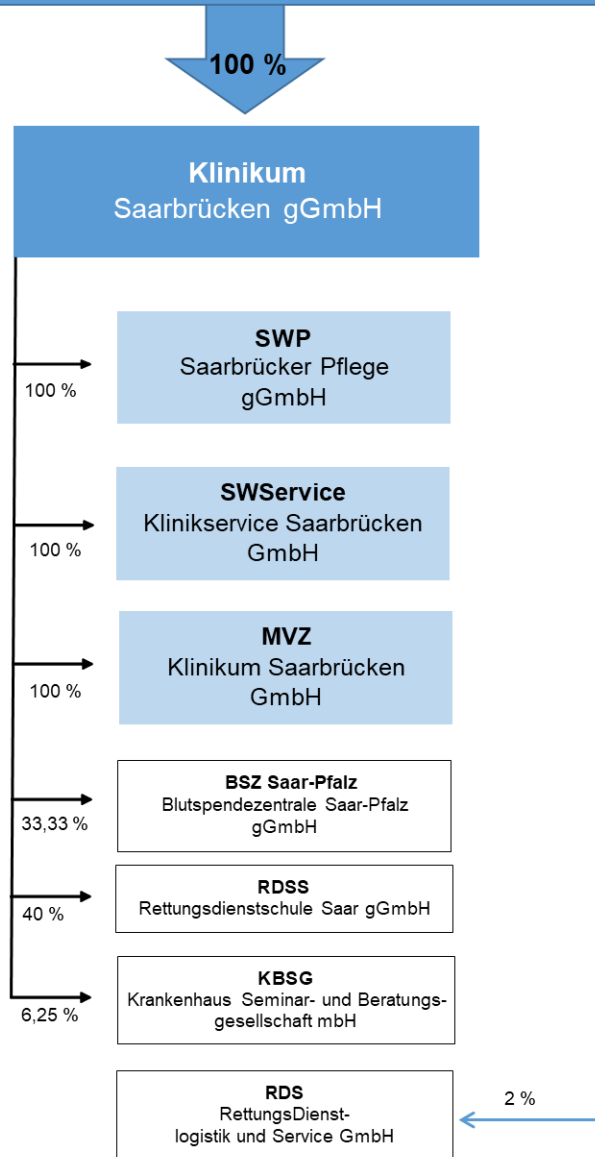 100 %
Klinikum
Saarbrücken gGmbH
SWP
Saarbrücker Pflege
gGmbH
100 %
SWService
Klinikservice Saarbrücken
GmbH
100 %
MVZ
Klinikum Saarbrücken
GmbH
100 %
BSZ Saar-Pfalz
Blutspendezentrale Saar-Pfalz
gGmbH
33,33 %
RDSS
Rettungsdienstschule Saar gGmbH
40 %
KBSG
Krankenhaus Seminar- und Beratungs-
gesellschaft mbH
6,25 %
RDS
RettungsDienst-
logistik und Service GmbH
2 %